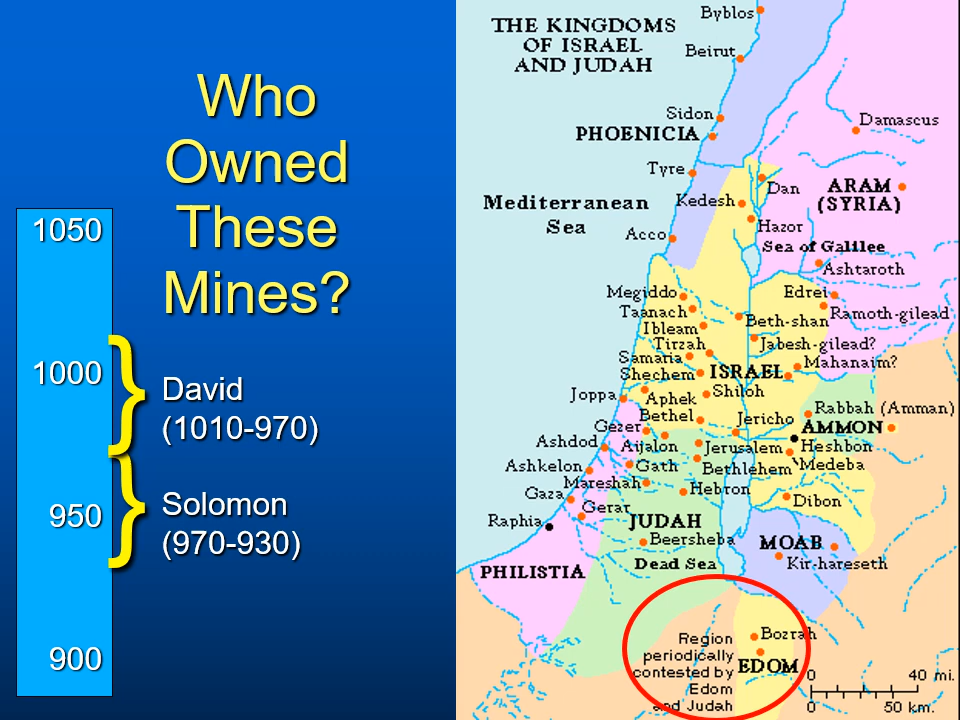 Who
Owned
These
Mines?
1050
1000
950
900
}
}
David
(1010-970)
Solomon
(970-930)
THE KINGDOMS
OF ISRAEL
AND JUDAH
Byblos
Beirut
Sidon
PHOENICIA
Damascus
Tyre
Dan
ARAM
(SYRIA)
Mediterranean
Sea
Kedesh
Hazor
Acco
Sea of Galilee
Ashtaroth
Megiddo
Edrei
Taanach
Ramoth-gilead
Ibleam
Beth-shan
Tirzah
Jabesh-gilead?
Samaria
Mahanaim?
Shechem
ISRAEL
Joppa
Shiloh
Aphek
Bethel
Jericho
Rabbah (Amman)
Gezer
AMMON
Ashdod
Aijalon
Jerusalem
Heshbon
Ashkelon
Gath
Bethlehem
Medeba
Mareshah
Hebron
Gaza
Dibon
Gerar
Raphia
JUDAH
Beersheba
MOAB
Dead Sea
Kir-hareseth
PHILISTIA
Region
periodically
contested by
Edom
and Judah
Bozrah
EDOM
0 40 mi.
0 50 km.